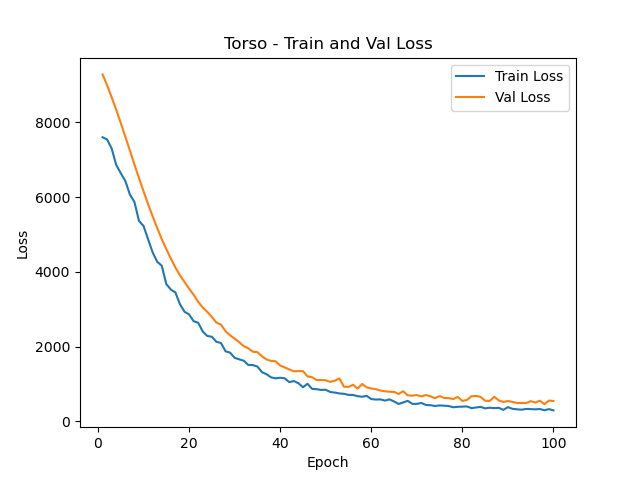 Torso - Train and Val Loss
Train Loss
Val Loss
Loss
8000
6000
4000
2000
0
0 20 40 60 80 100
Epoch